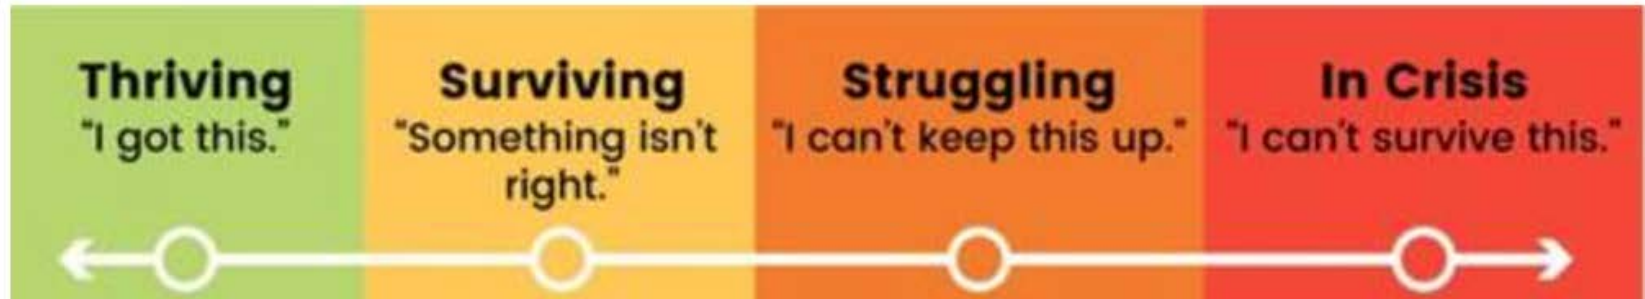 Thriving
"I got this."
Surviving
"Something isn't
right."
Struggling
"I can't keep this up."
In Crisis
"I can't survive this."